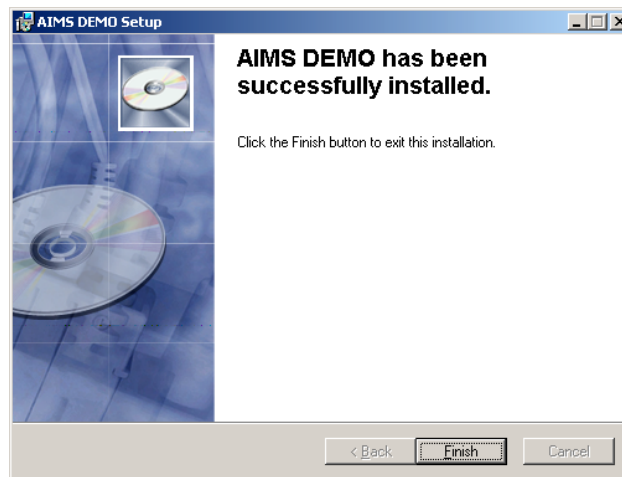 AIMS DEMO Setup
AIMS DEMO has been
successfully installed.
Click the Finish button to exit this installation.
< Back
Finish
Cancel